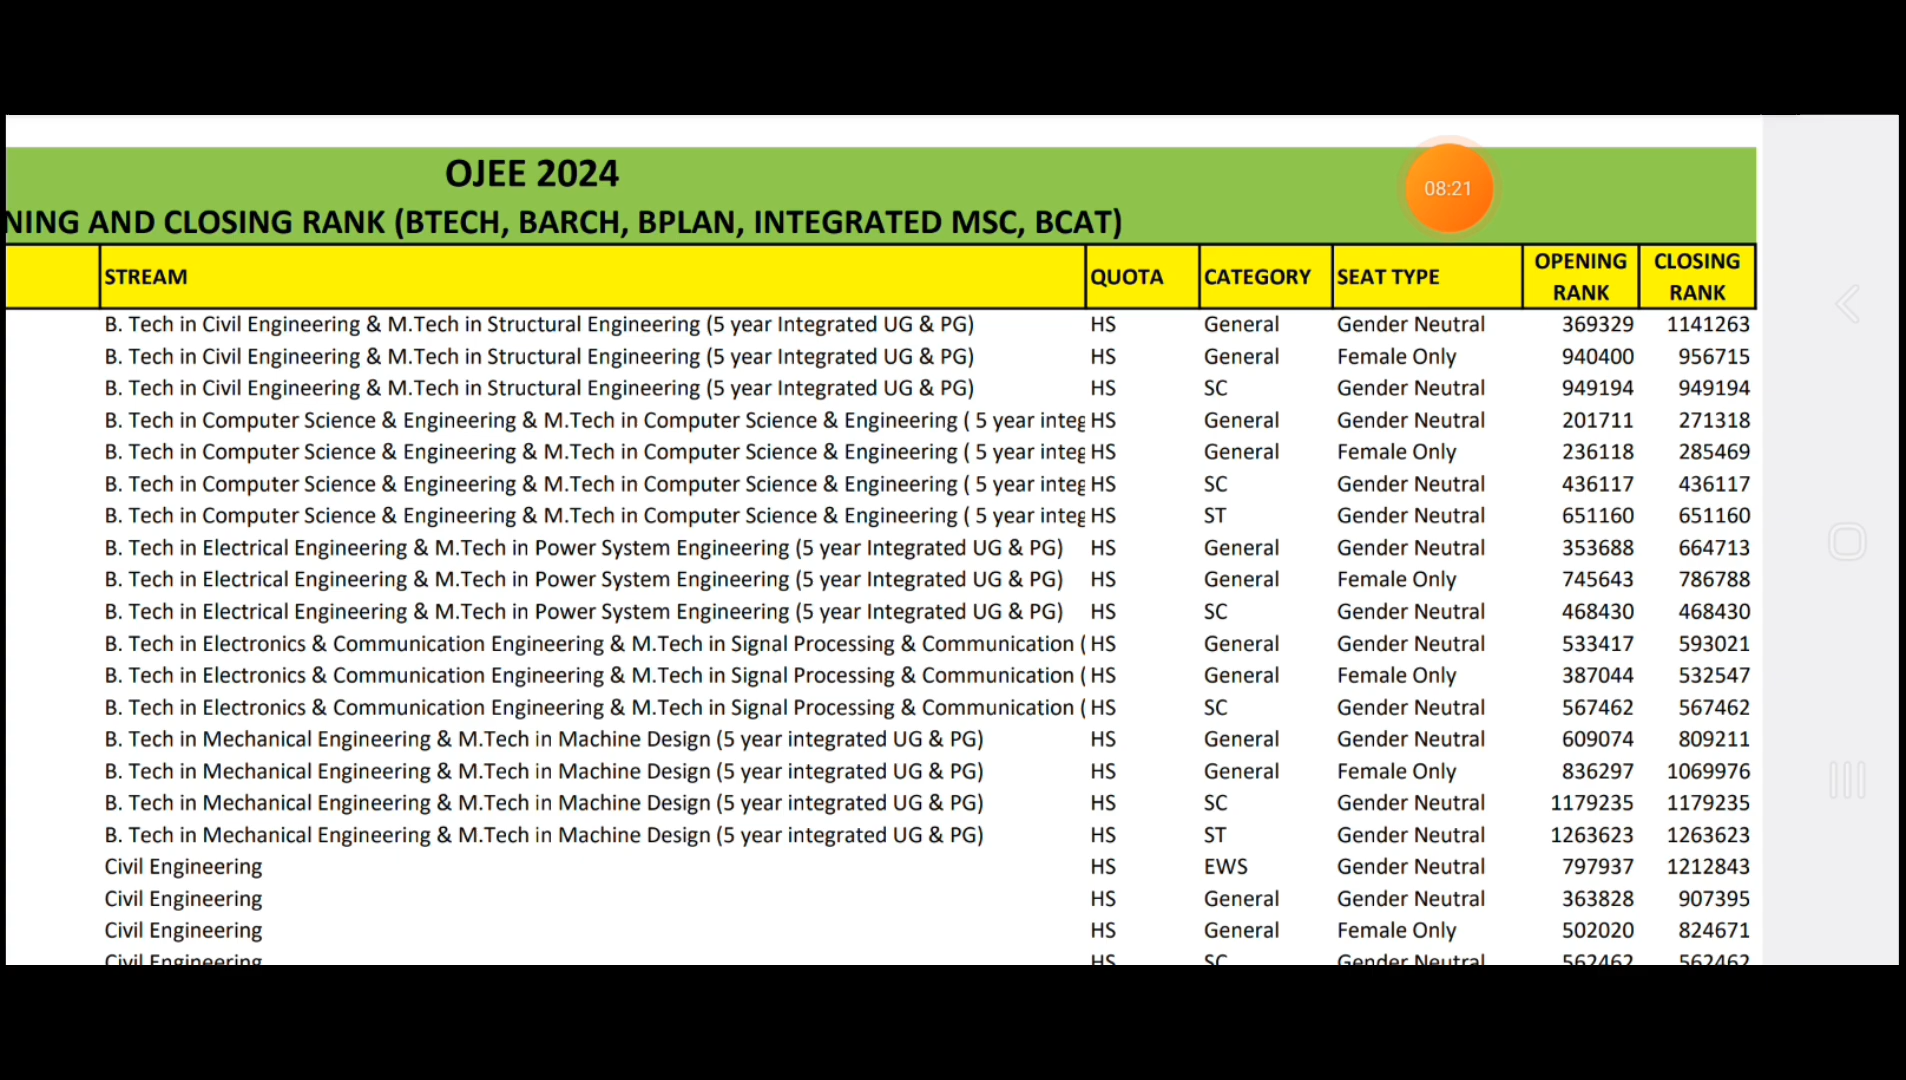 OJEE 2024
08:21
NING AND CLOSING RANK (BTECH, BARCH, BPLAN, INTEGRATED MSC, BCAT)
STREAM QUOTA CATEGORY SEAT TYPE OPENING RANK CLOSING RANK
B. Tech in Civil Engineering & M.Tech in Structural Engineering (5 year Integrated UG & PG) HS General Gender Neutral 369329 1141263
B. Tech in Civil Engineering & M.Tech in Structural Engineering (5 year Integrated UG & PG) HS General Female Only 940400 956715
B. Tech in Civil Engineering & M.Tech in Structural Engineering (5 year Integrated UG & PG) HS SC Gender Neutral 949194 949194
B. Tech in Computer Science & Engineering & M.Tech in Computer Science & Engineering ( 5 year integ HS General Gender Neutral 201711 271318
B. Tech in Computer Science & Engineering & M.Tech in Computer Science & Engineering ( 5 year integ HS General Female Only 236118 285469
B. Tech in Computer Science & Engineering & M.Tech in Computer Science & Engineering ( 5 year integ HS SC Gender Neutral 436117 436117
B. Tech in Computer Science & Engineering & M.Tech in Computer Science & Engineering ( 5 year integ HS ST Gender Neutral 651160 651160
B. Tech in Electrical Engineering & M.Tech in Power System Engineering (5 year Integrated UG & PG) HS General Gender Neutral 353688 664713
B. Tech in Electrical Engineering & M.Tech in Power System Engineering (5 year Integrated UG & PG) HS General Female Only 745643 786788
B. Tech in Electrical Engineering & M.Tech in Power System Engineering (5 year Integrated UG & PG) HS SC Gender Neutral 468430 468430
B. Tech in Electronics & Communication Engineering & M.Tech in Signal Processing & Communication ( HS General Gender Neutral 533417 593021
B. Tech in Electronics & Communication Engineering & M.Tech in Signal Processing & Communication ( HS General Female Only 387044 532547
B. Tech in Electronics & Communication Engineering & M.Tech in Signal Processing & Communication ( HS SC Gender Neutral 567462 567462
B. Tech in Mechanical Engineering & M.Tech in Machine Design (5 year integrated UG & PG) HS General Gender Neutral 609074 809211
B. Tech in Mechanical Engineering & M.Tech in Machine Design (5 year integrated UG & PG) HS General Female Only 836297 1069976
B. Tech in Mechanical Engineering & M.Tech in Machine Design (5 year integrated UG & PG) HS SC Gender Neutral 1179235 1179235
B. Tech in Mechanical Engineering & M.Tech in Machine Design (5 year integrated UG & PG) HS ST Gender Neutral 1263623 1263623
Civil Engineering HS EWS Gender Neutral 797937 1212843
Civil Engineering HS General Gender Neutral 363828 907395
Civil Engineering HS General Female Only 502020 824671
Civil Engineering HS SC Gender Neutral 562462 562462